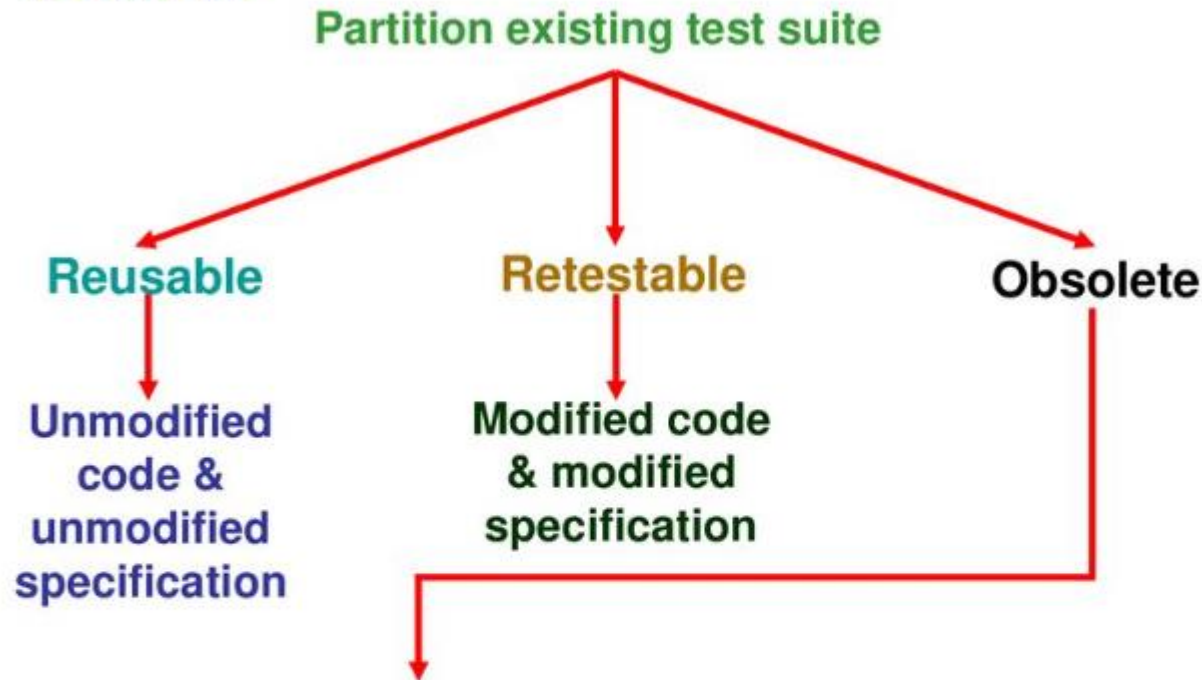 Partition existing test suite
Reusable
Retestable
Obsolete
Unmodified
code &
unmodified
specification
Modified code
& modified
specification